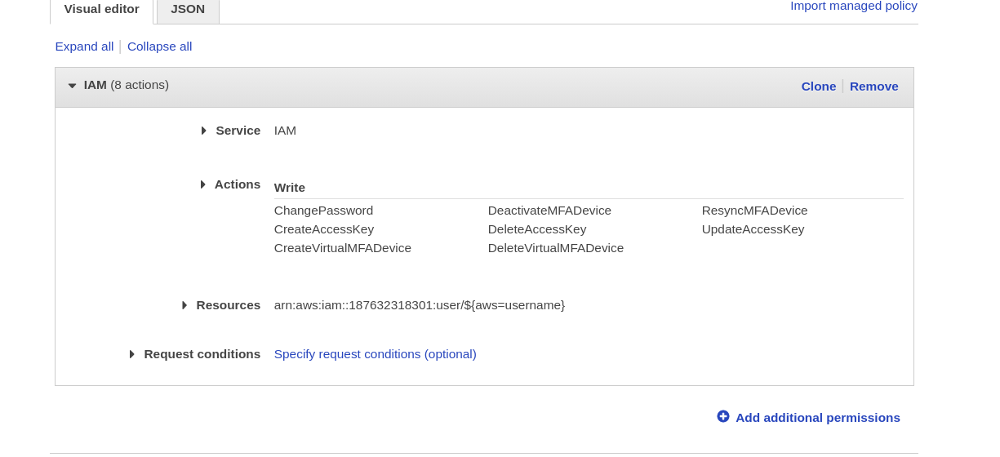 Visual editor JSON Import managed policy
Expand all Collapse all
IAM (8 actions) Clone Remove
Service IAM
Actions Write
ChangePassword DeactivateMFADevice ResyncMFADevice
CreateAccessKey DeleteAccessKey UpdateAccessKey
CreateVirtualMFADevice DeleteVirtualMFADevice
Resources arn:aws:iam::187632318301:user/${aws=username}
Request conditions Specify request conditions (optional)
Add additional permissions